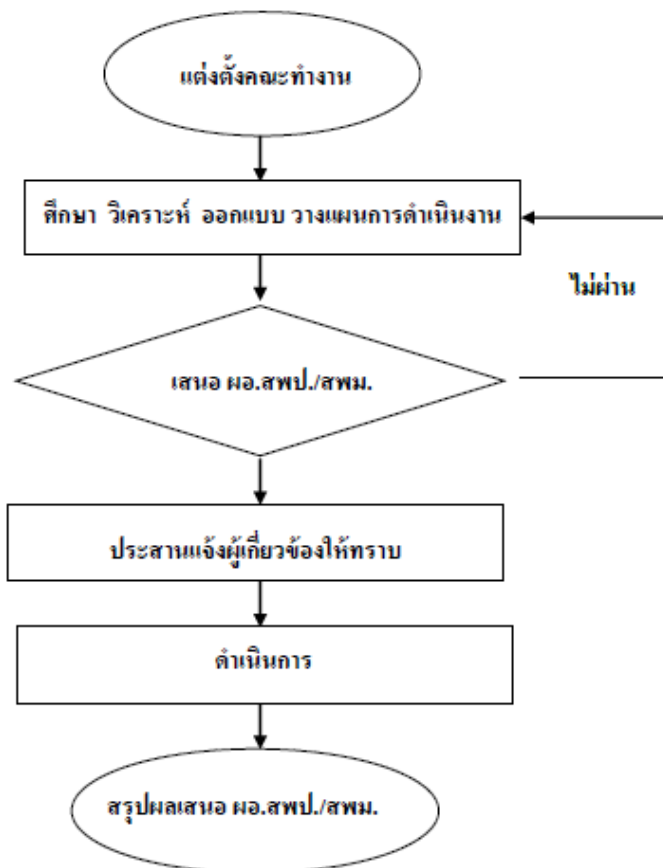 แต่งตั้งคณะทำงาน
ศึกษา วิเคราะห์ ออกแบบ วางแผนการดำเนินงาน
ไม่ผ่าน
เสนอ ผอ.สพป./สพม.
ประสานแจ้งผู้เกี่ยวข้องให้ทราบ
ดำเนินการ
สรุปผลเสนอ ผอ.สพป./สพม.